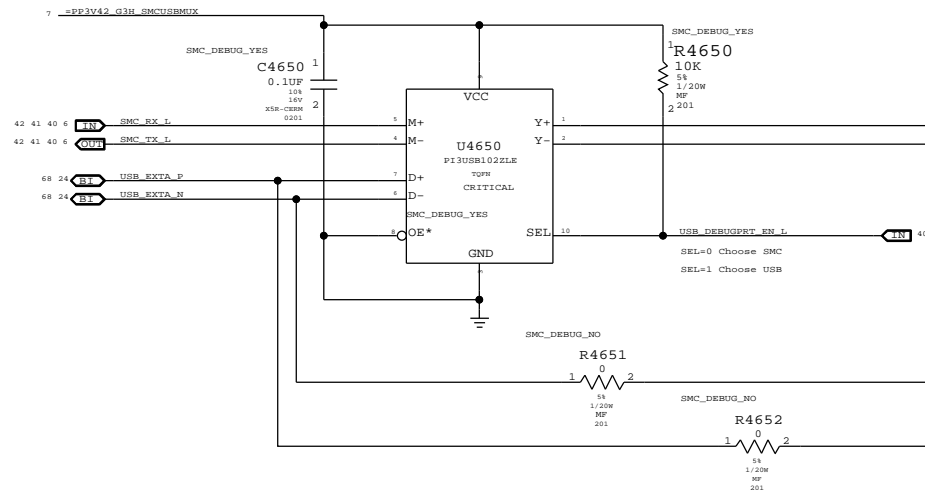 7 =PP3V42_G3H_SMCUSBMUX
SMC_DEBUG_YES
C4650
1
0.1UF
10%
16V
X5R-CERM
0201
2
SMC_DEBUG_YES
1
R4650
10K
5%
1/20W
MF
201
2
VCC
42 41 40 6 IN SMC_RX_L 5 M+
42 41 40 6 OUT SMC_TX_L 4 M-
68 24 BI USB_EXTA_P 7 D+
68 24 BI USB_EXTA_N 6 D-
Y+ 1
Y- 2
U4650
PI3USB102ZLE
TQFN
CRITICAL
SMC_DEBUG_YES
8 OE*
SEL 10
GND
USB_DEBUGPRT_EN_L IN 40
SEL=0 Choose SMC
SEL=1 Choose USB
SMC_DEBUG_NO
R4651
0
1 2
5%
1/20W
MF
201
SMC_DEBUG_NO
R4652
0
1 2
5%
1/20W
MF
201